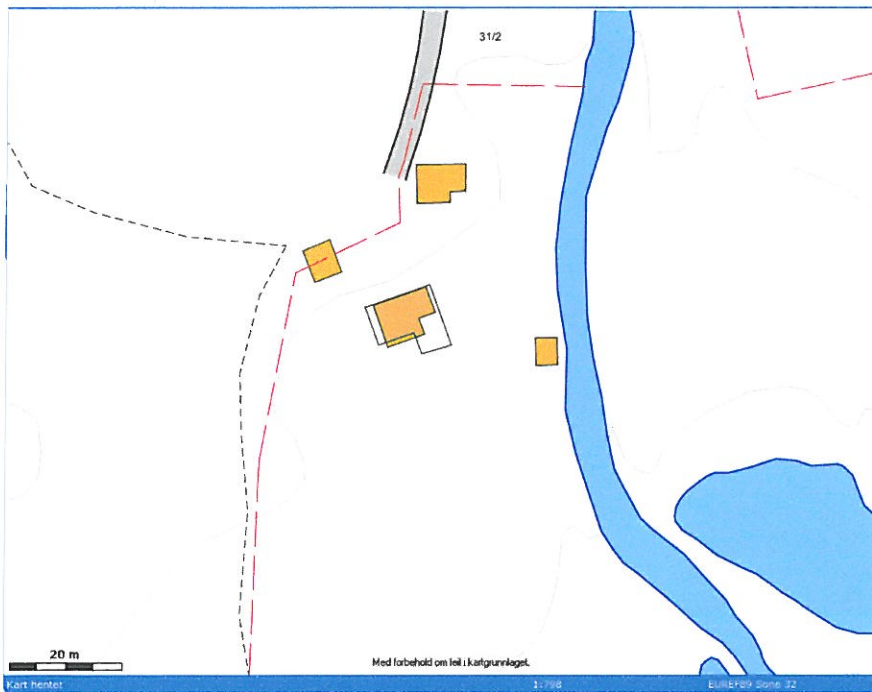 31/2
20 m
Med forbehold om feil i kartgrunnlaget.
Kart hentet
1:798
EUREF89 Sone 32